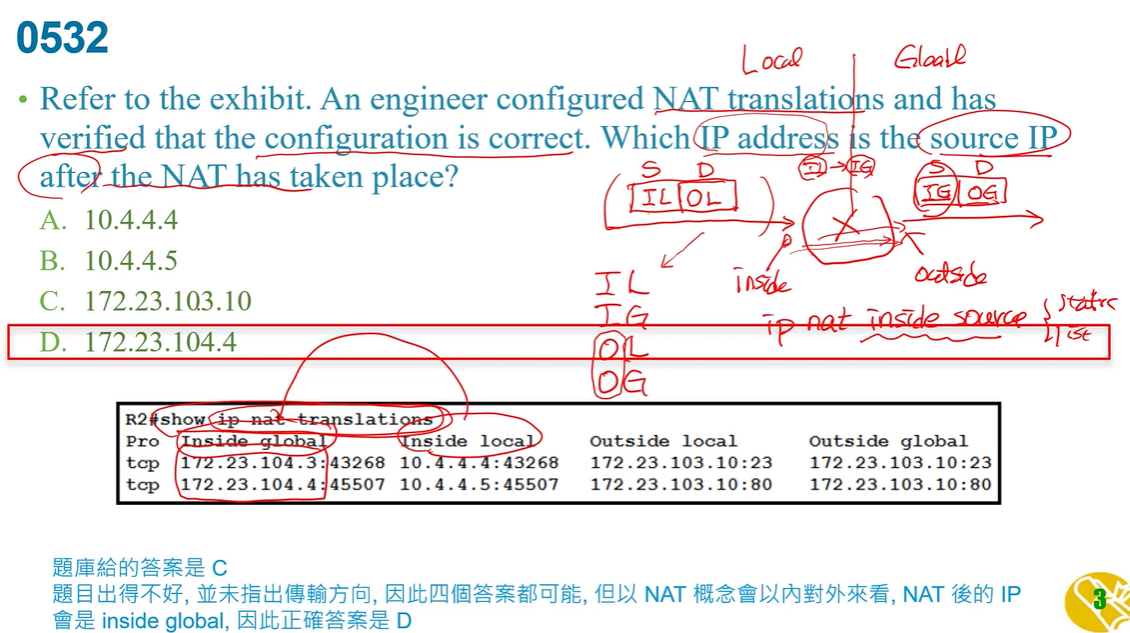 0532
Local Global
• Refer to the exhibit. An engineer configured NAT translations and has
verified that the configuration is correct. Which IP address is the source IP
after the NAT has taken place?
S D IL → IG S D
IL OL IG OG
A. 10.4.4.4
B. 10.4.4.5
C. 172.23.103.10
D. 172.23.104.4
inside outside
IL
IG
OL
OG
ip nat inside source { static
list
R2#show ip nat translations
Pro Inside global Inside local Outside local Outside global
tcp 172.23.104.3:43268 10.4.4.4:43268 172.23.103.10:23 172.23.103.10:23
tcp 172.23.104.4:45507 10.4.4.5:45507 172.23.103.10:80 172.23.103.10:80
題庫給的答案是 C
題目出得不好, 並未指出傳輸方向, 因此四個答案都可能, 但以 NAT 概念會以內對外來看, NAT 後的 IP
會是 inside global, 因此正確答案是 D
3